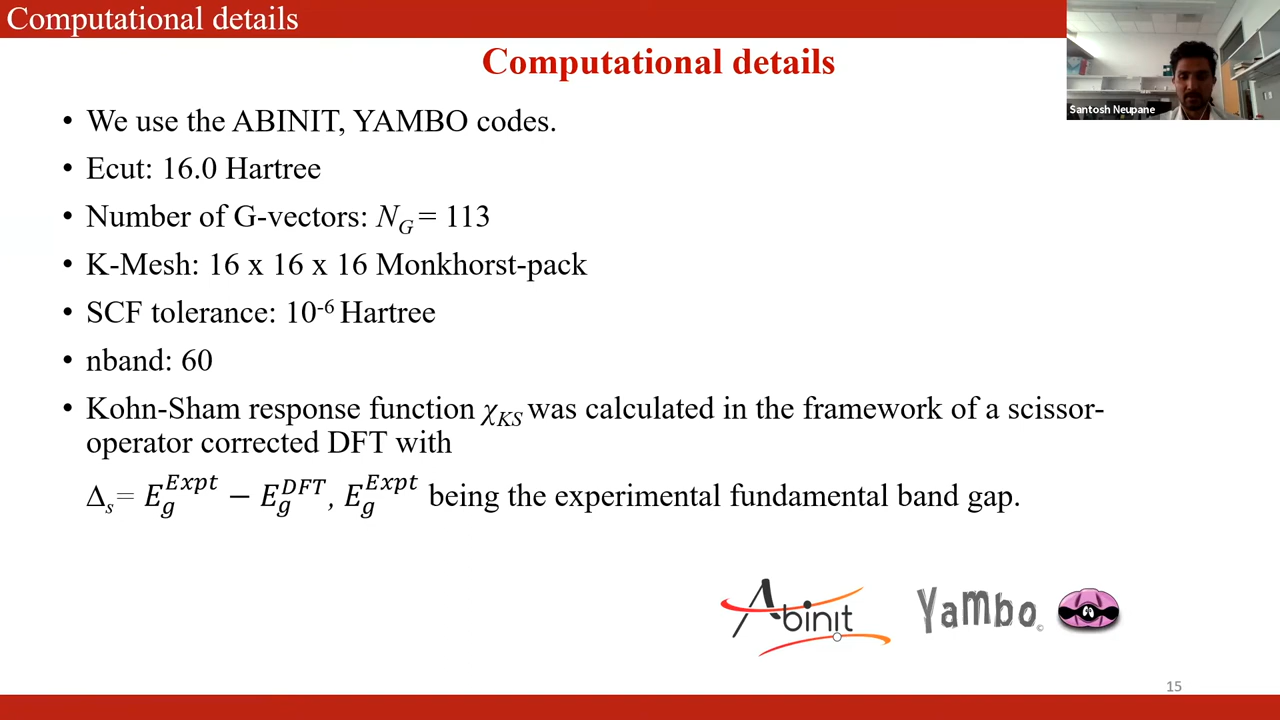 Computational details
Computational details
Santosh Neupane
• We use the ABINIT, YAMBO codes.
• Ecut: 16.0 Hartree
• Number of G-vectors: N_G = 113
• K-Mesh: 16 x 16 x 16 Monkhorst-pack
• SCF tolerance: 10^-6 Hartree
• nband: 60
• Kohn-Sham response function χ_KS was calculated in the framework of a scissor-
operator corrected DFT with
Δ_s = E_g^Expt − E_g^DFT, E_g^Expt being the experimental fundamental band gap.
Abinit
Yambo ©
15